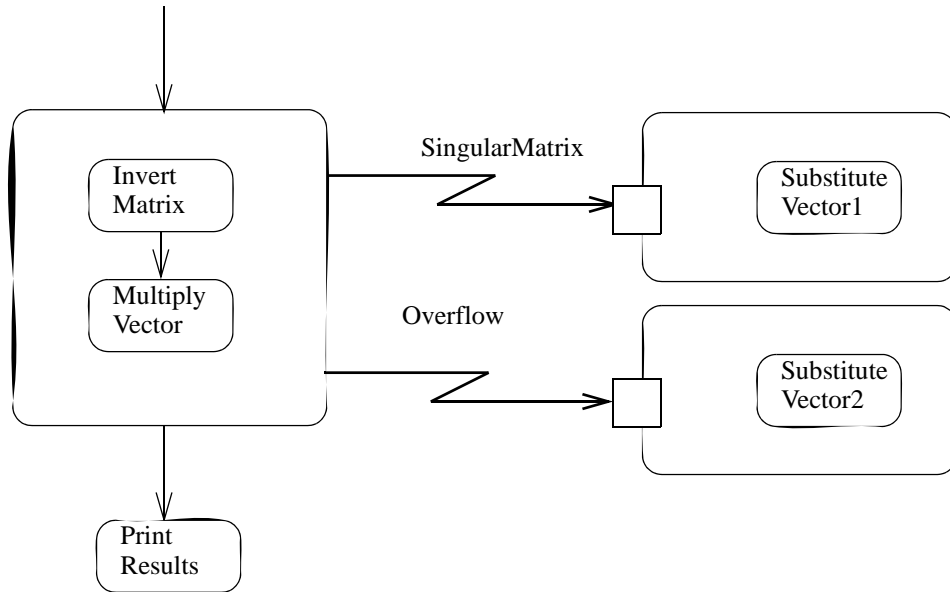 SingularMatrix
Invert
Matrix
Substitute
Vector1
Multiply
Vector
Overflow
Substitute
Vector2
Print
Results